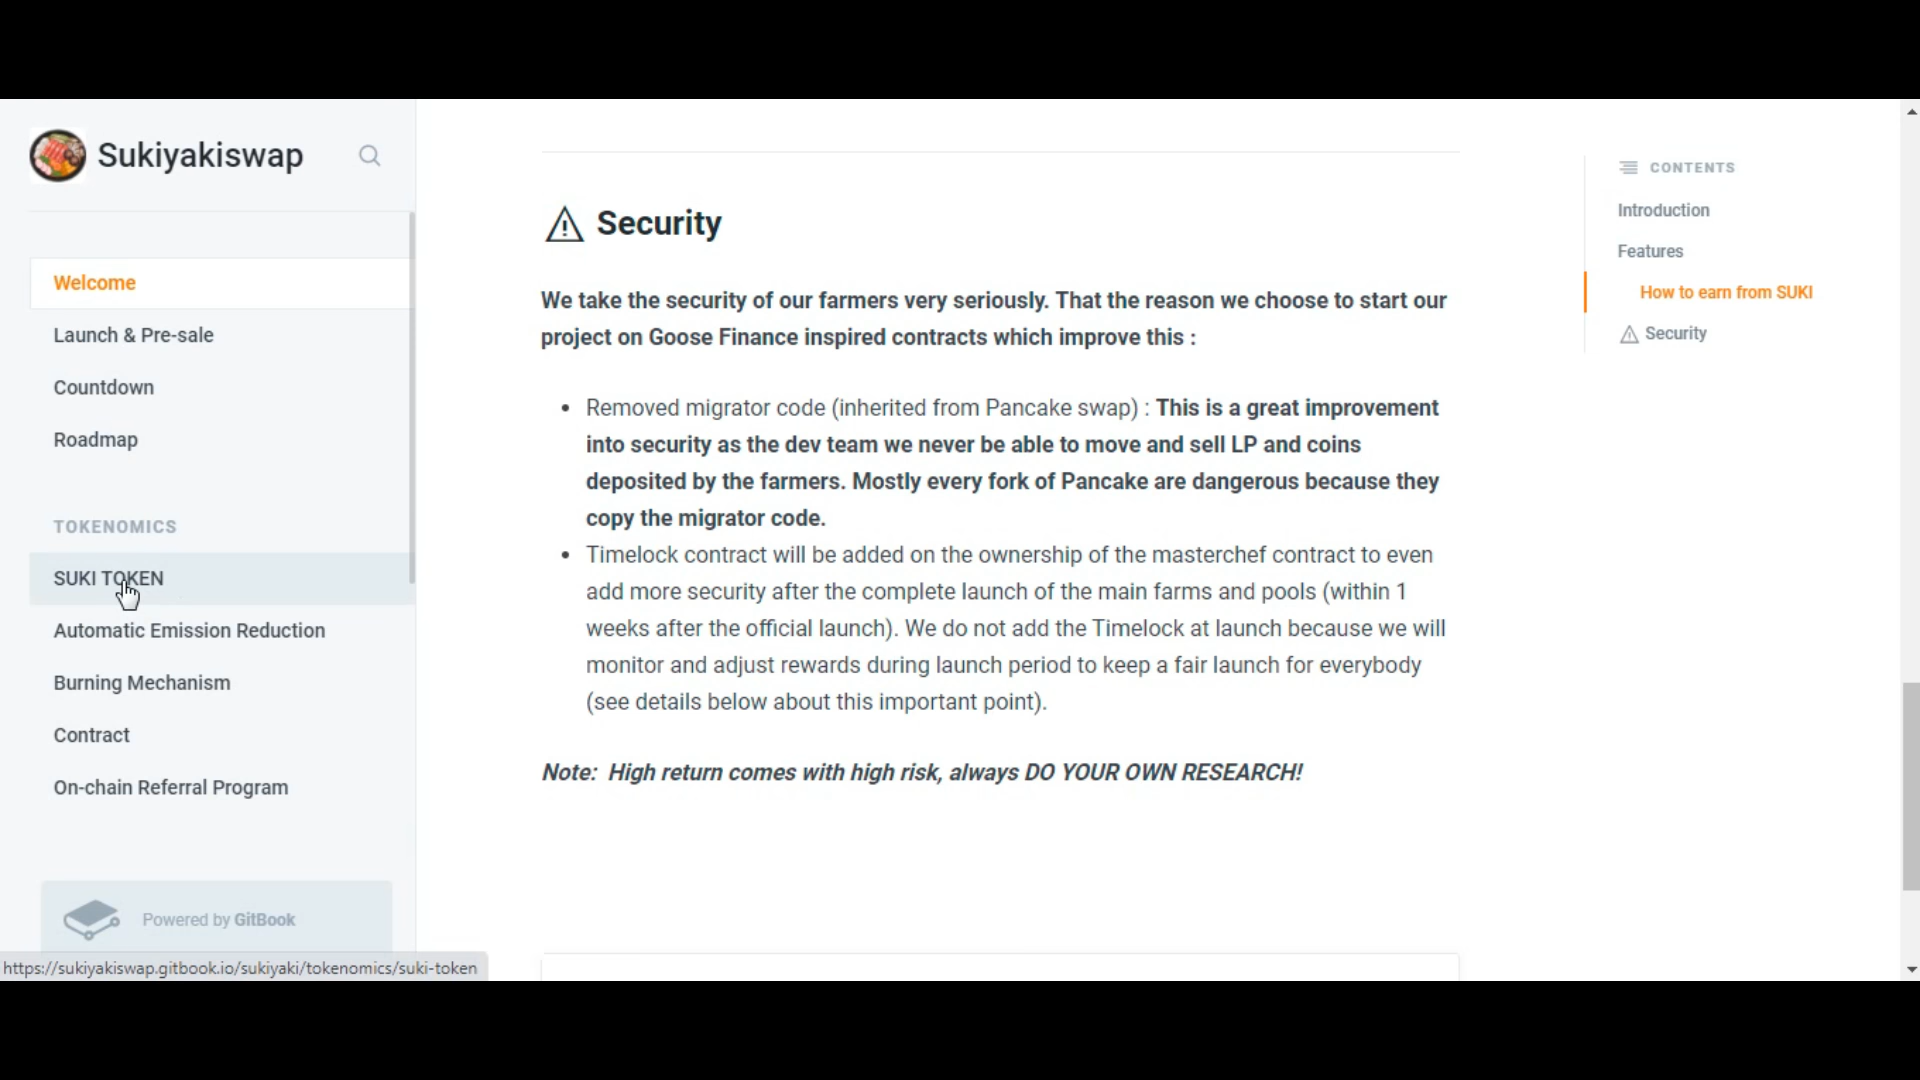 Sukiyakiswap
Welcome
Launch & Pre-sale
Countdown
Roadmap
TOKENOMICS
SUKI TOKEN
Automatic Emission Reduction
Burning Mechanism
Contract
On-chain Referral Program
Powered by GitBook
https://sukiyakiswap.gitbook.io/sukiyaki/tokenomics/suki-token
Security
We take the security of our farmers very seriously. That the reason we choose to start our
project on Goose Finance inspired contracts which improve this :
• Removed migrator code (inherited from Pancake swap) : This is a great improvement
into security as the dev team we never be able to move and sell LP and coins
deposited by the farmers. Mostly every fork of Pancake are dangerous because they
copy the migrator code.
• Timelock contract will be added on the ownership of the masterchef contract to even
add more security after the complete launch of the main farms and pools (within 1
weeks after the official launch). We do not add the Timelock at launch because we will
monitor and adjust rewards during launch period to keep a fair launch for everybody
(see details below about this important point).
Note: High return comes with high risk, always DO YOUR OWN RESEARCH!
CONTENTS
Introduction
Features
How to earn from SUKI
Security